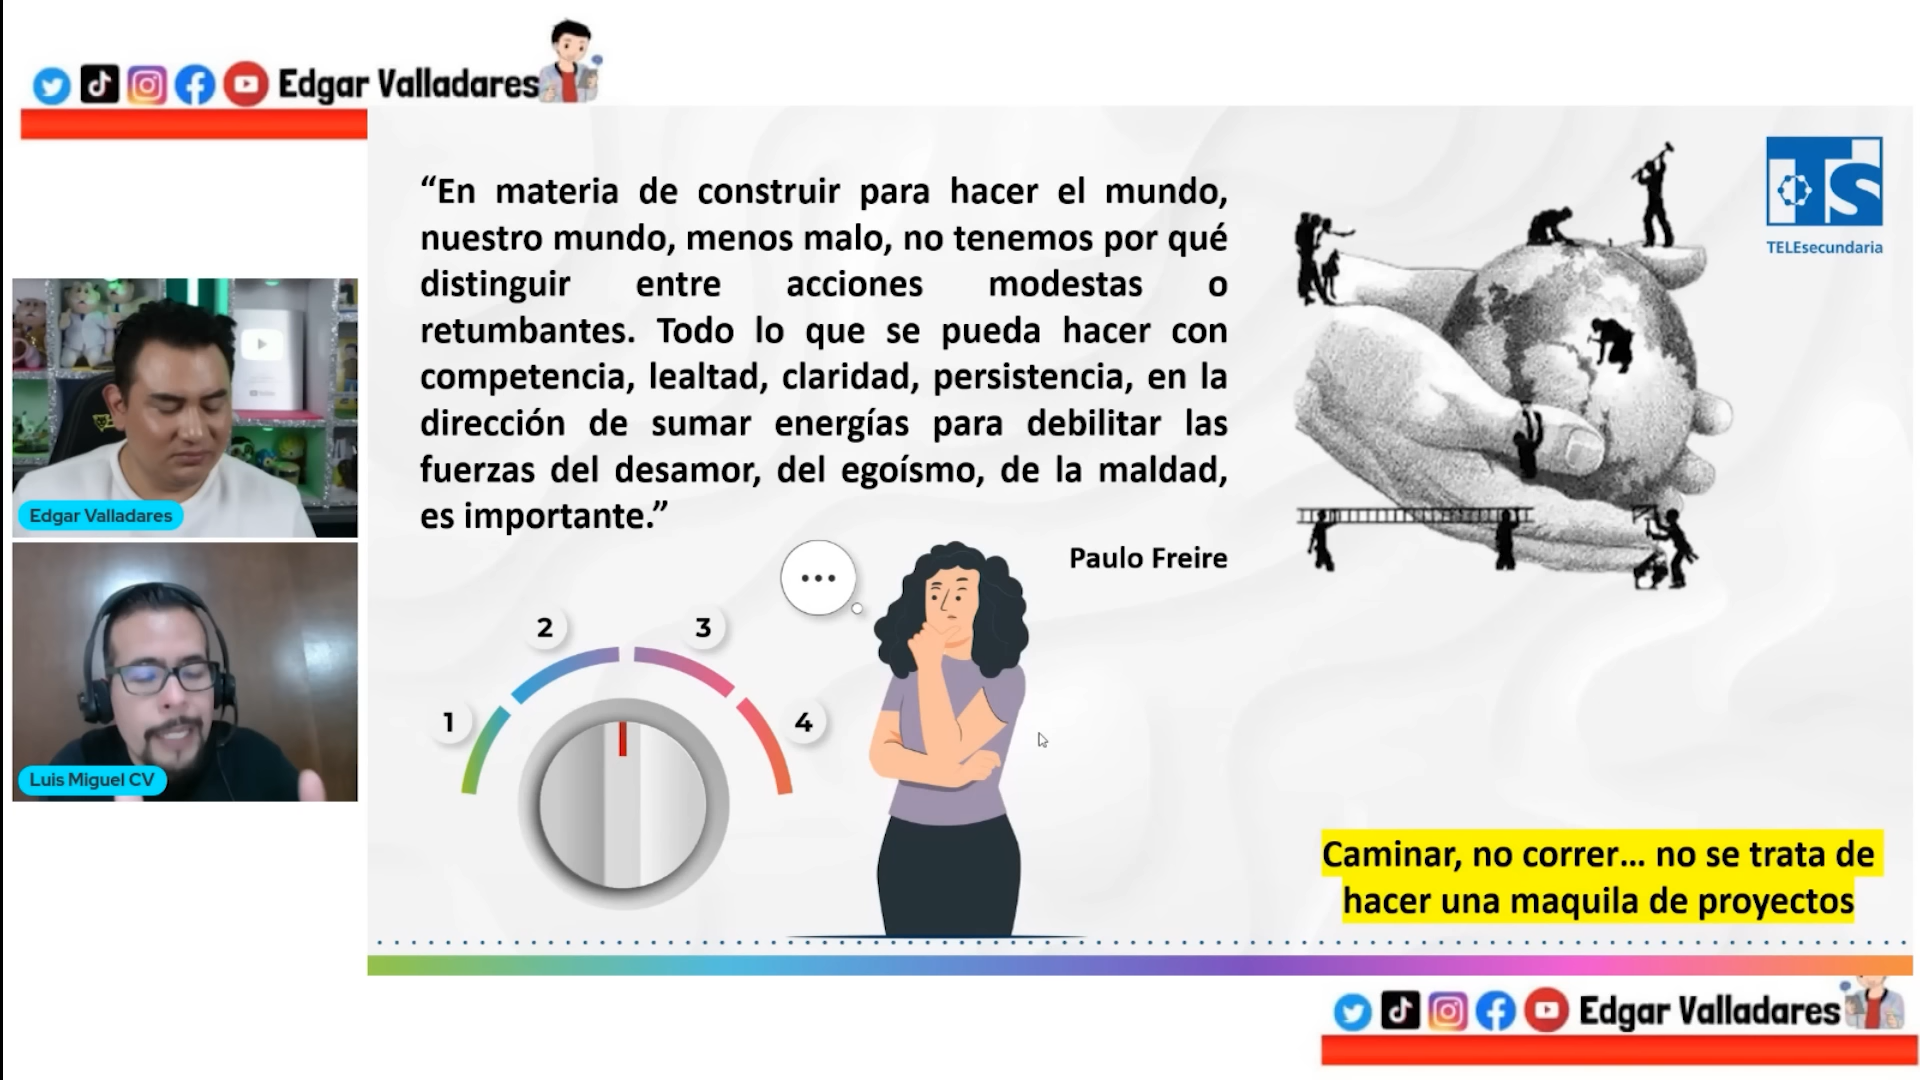 Edgar Valladares
“En materia de construir para hacer el mundo,
nuestro mundo, menos malo, no tenemos por qué
distinguir entre acciones modestas o
retumbantes. Todo lo que se pueda hacer con
competencia, lealtad, claridad, persistencia, en la
dirección de sumar energías para debilitar las
fuerzas del desamor, del egoísmo, de la maldad,
es importante.”
Paulo Freire
TS
TELEsecundaria
Edgar Valladares
Luis Miguel CV
1
2
3
4
Caminar, no correer… no se trata de
hacer una maquila de proyectos
Edgar Valladares